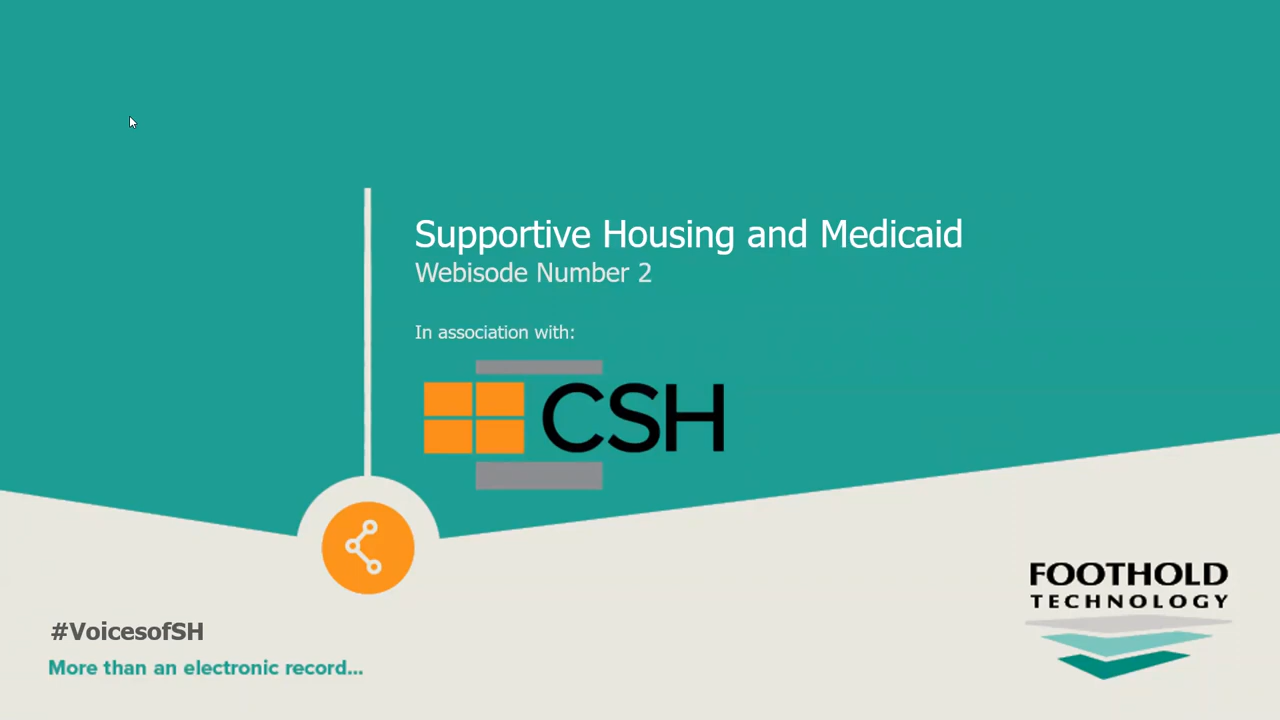 Supportive Housing and Medicaid
Webisode Number 2
In association with:
CSH
FOOTHOLD
TECHNOLOGY
#VoicesofSH
More than an electronic record...